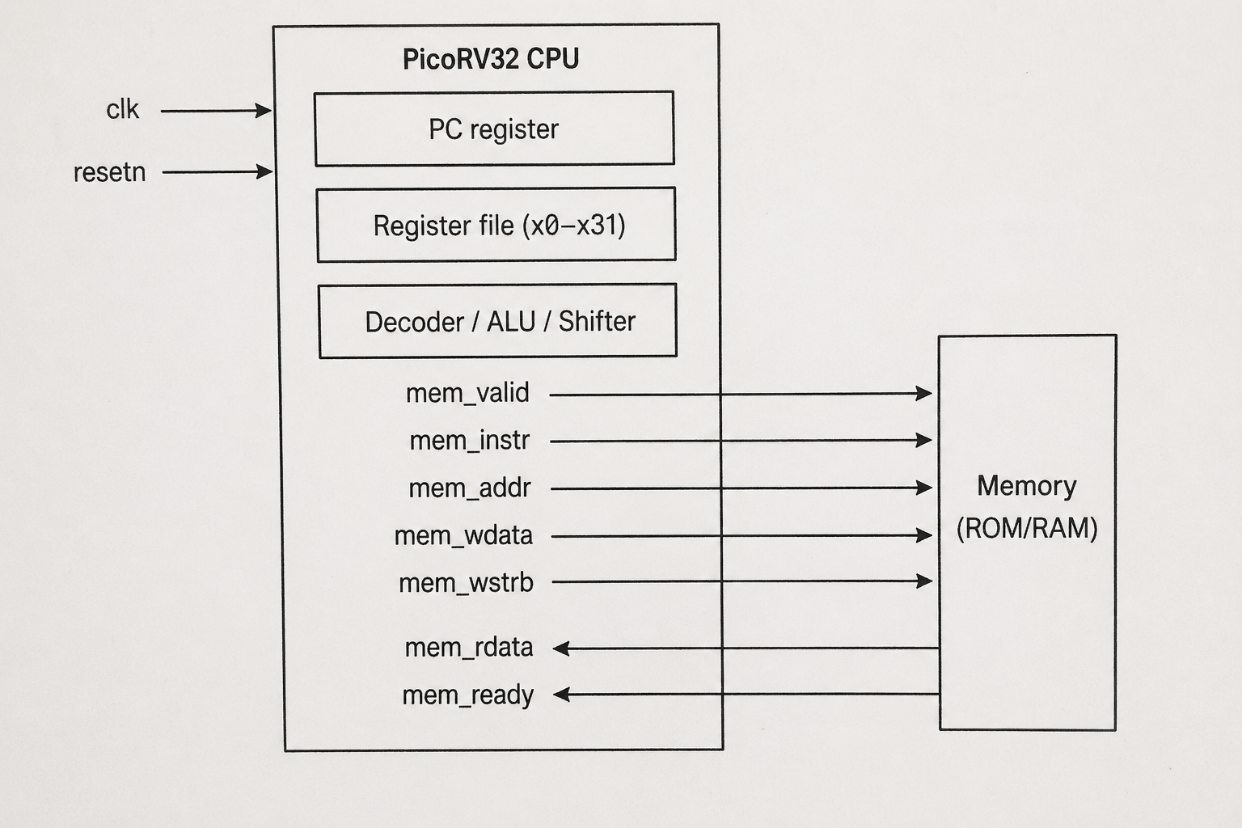 PicoRV32 CPU
clk
PC register
resetn
Register file (x0–x31)
Decoder / ALU / Shifter
mem_valid
mem_instr
mem_addr
Memory
(ROM/RAM)
mem_wdata
mem_wstrb
mem_rdata
mem_ready